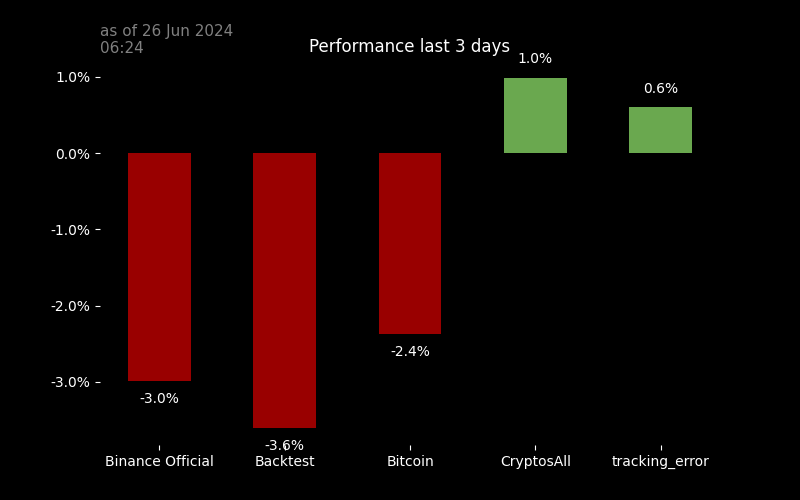 as of 26 Jun 2024
06:24
Performance last 3 days
1.0%
0.6%
1.0%
0.0%
-1.0%
-2.0%
-3.0%
-3.0%
-3.6%
-2.4%
Binance Official
Backtest
Bitcoin
CryptosAll
tracking_error